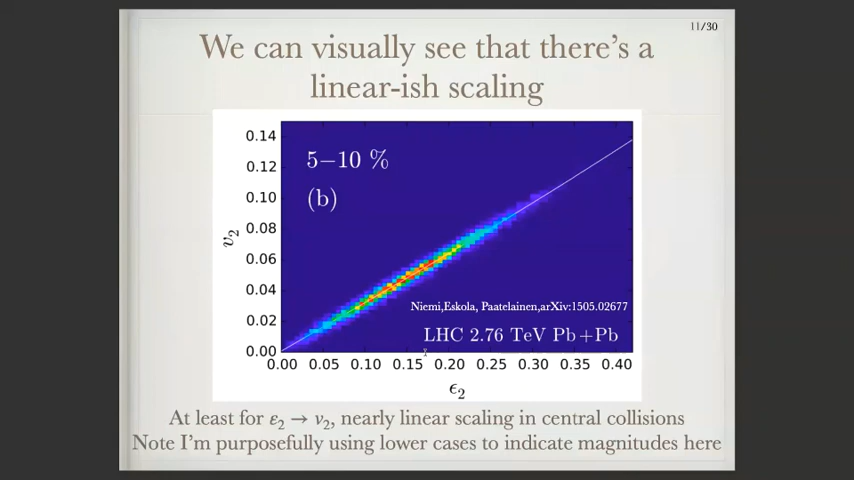 11/30
We can visually see that there's a
linear-ish scaling
0.14
0.12
0.10
0.08
0.06
0.04
0.02
0.00
v₂
5−10 %
(b)
Niemi,Eskola, Paatelainen,arXiv:1505.02677
LHC 2.76 TeV Pb+Pb
0.00 0.05 0.10 0.15 0.20 0.25 0.30 0.35 0.40
ϵ₂
At least for ε₂ → v₂, nearly linear scaling in central collisions
Note I'm purposefully using lower cases to indicate magnitudes here